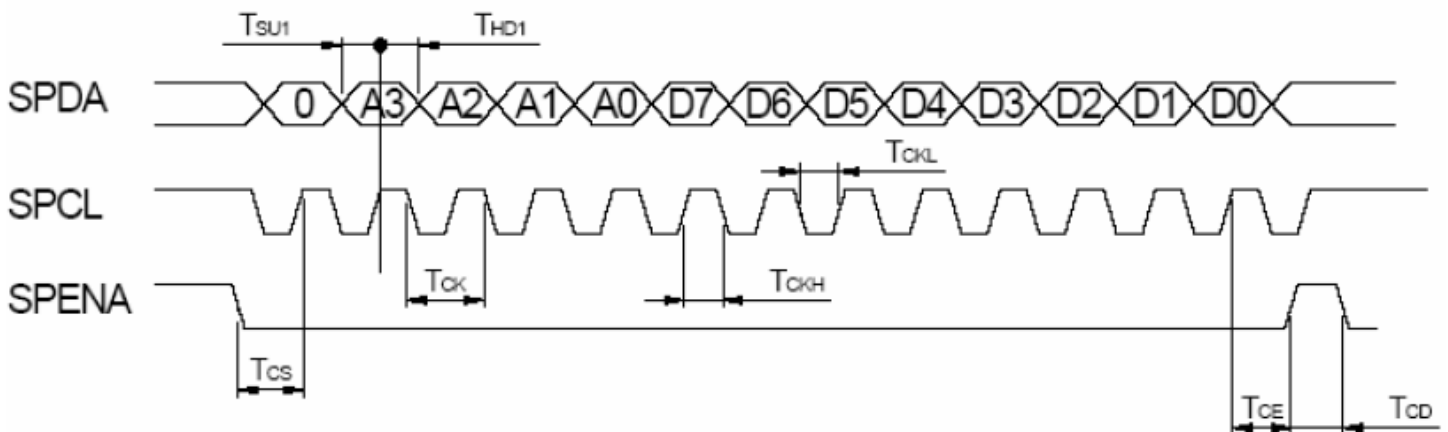 TSU1 THD1
SPDA 0 A3 A2 A1 A0 D7 D6 D5 D4 D3 D2 D1 D0
TCKL
SPCL
TCK TCKH
SPENA
TCS
TCE TCD